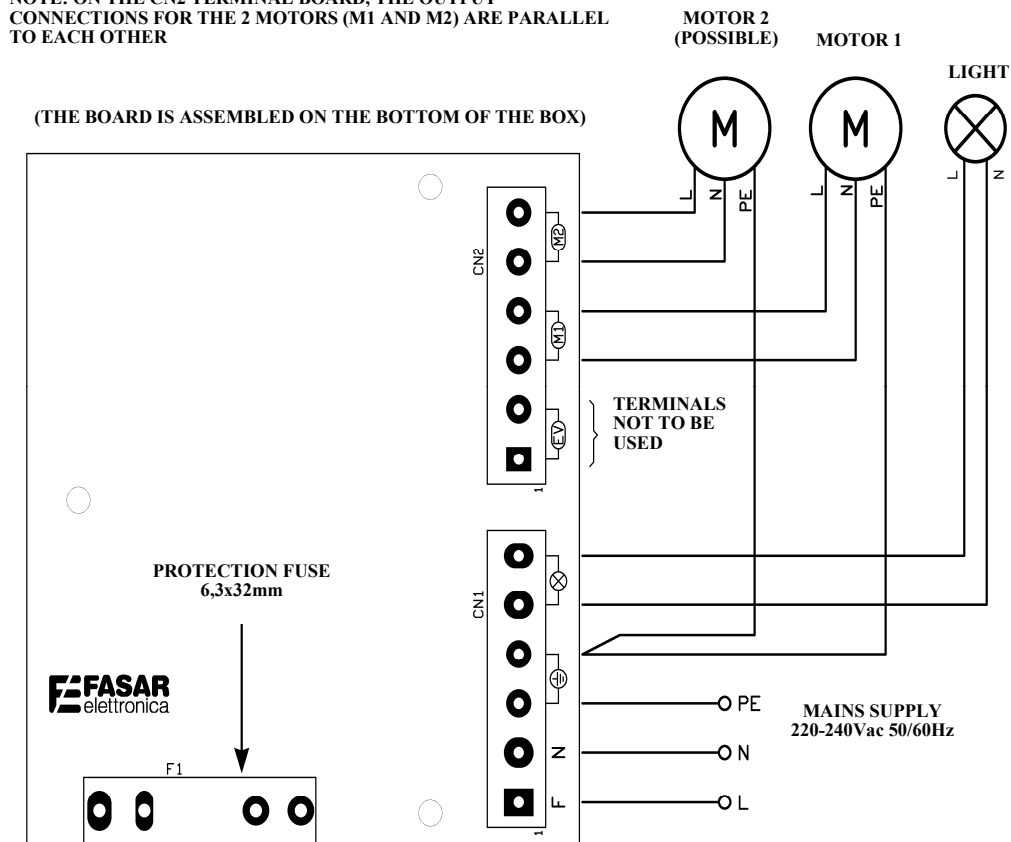 NOTE: ON THE CN2 TERMINAL BOARD, THE OUTPUT
CONNECTIONS FOR THE 2 MOTORS (M1 AND M2) ARE PARALLEL
TO EACH OTHER
MOTOR 2
(POSSIBLE)
MOTOR 1
LIGHT
(THE BOARD IS ASSEMBLED ON THE BOTTOM OF THE BOX)
M
M
L
N
PE
L
N
PE
L
N
CN2
M2
M1
EV
1
TERMINALS
NOT TO BE
USED
PROTECTION FUSE
6,3x32mm
CN1
N
F
1
PE
N
L
MAINS SUPPLY
220-240Vac 50/60Hz
FASAR
elettronica
F1